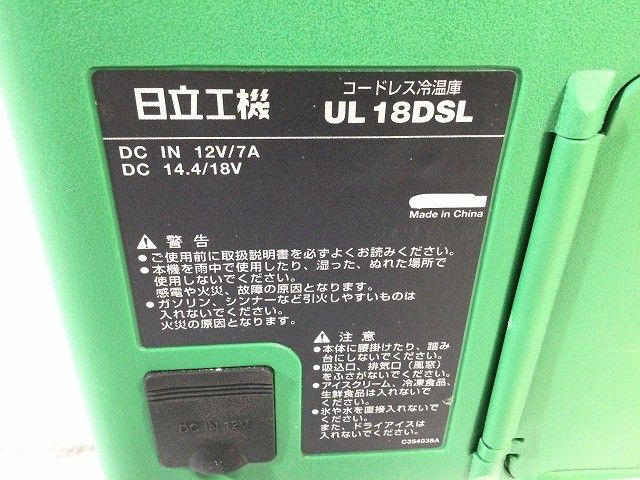 日立工機
コードレス冷温庫
UL 18DSL
DC IN 12V/7A
DC 14.4/18V
Made in China
警告
●ご使用前に取扱説明書を必ずよくお読みください。
●本機を雨中で使用したり、湿った、ぬれた場所で
使用しないでください。
感電や火災、故障の原因となります。
●ガソリン、シンナーなど引火しやすいものは
入れないでください。
火災の原因となります。
注意
●本体に腰掛けたり、踏み
台にしないでください。
●吸込口、排気口（風窓）
をふさがないでください。
●アイスクリーム、冷凍食品、
生鮮食品は入れないで
ください。
●氷や水を直接入れないで
ください。
また、ドライアイスは
入れないでください。
C354038A
DC IN 12V